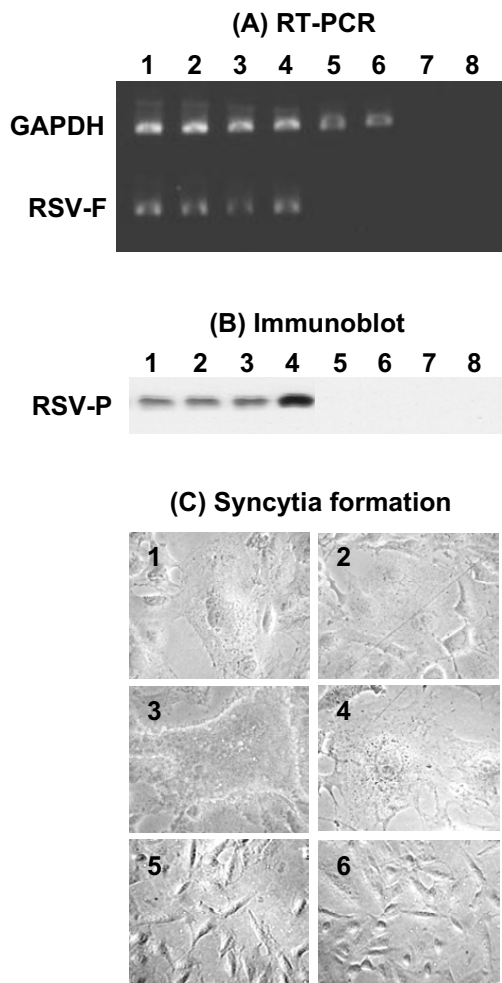 (A) RT-PCR
1 2 3 4 5 6 7 8
GAPDH
RSV-F
(B) Immunoblot
1 2 3 4 5 6 7 8
RSV-P
(C) Syncytia formation
1 2
3 4
5 6